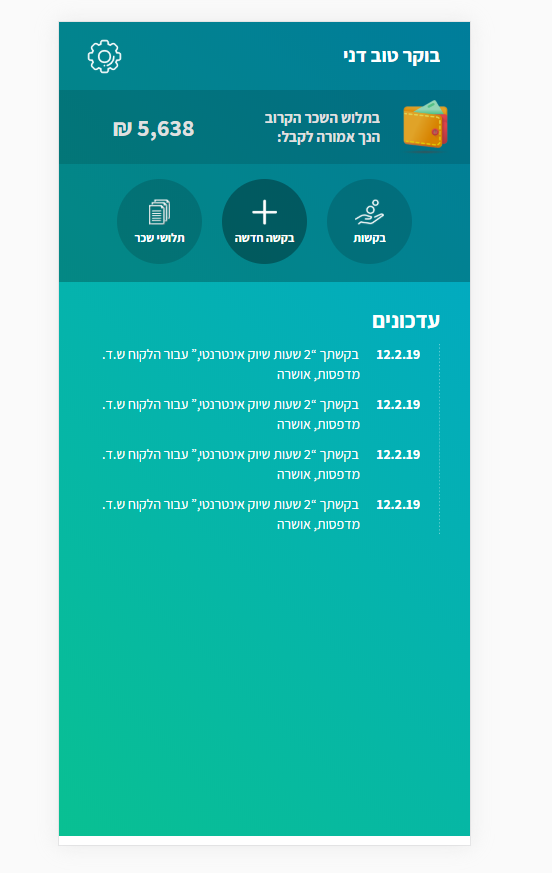 בוקר טוב דני
בתלוש השכר הקרוב
הנך אמורה לקבל:
5,638 ₪
בקשות
בקשה חדשה
תלושי שכר
עדכונים
12.2.19 בקשתך “2 שעות שיווק אינטרנטי,” עבור הלקוח ש.ד.
מדפסות, אושרה
12.2.19 בקשתך “2 שעות שיווק אינטרנטי,” עבור הלקוח ש.ד.
מדפסות, אושרה
12.2.19 בקשתך “2 שעות שיווק אינטרנטי,” עבור הלקוח ש.ד.
מדפסות, אושרה
12.2.19 בקשתך “2 שעות שיווק אינטרנטי,” עבור הלקוח ש.ד.
מדפסות, אושרה